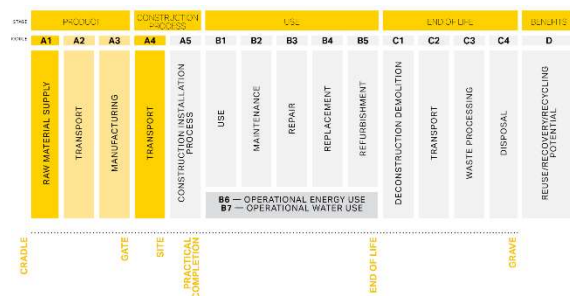 STAGE
PRODUCT
CONSTRUCTION
PROCESS
USE
END OF LIFE
BENEFITS
A1
A2
A3
A4
A5
B1
B2
B3
B4
B5
C1
C2
C3
C4
D
RAW MATERIAL SUPPLY
TRANSPORT
MANUFACTURING
TRANSPORT
CONSTRUCTION INSTALLATION
PROCESS
USE
MAINTENANCE
REPAIR
REPLACEMENT
REFURBISHMENT
DECONSTRUCTION DEMOLITION
TRANSPORT
WASTE PROCESSING
DISPOSAL
REUSE/RECOVERY/RECYCLING
POTENTIAL
B6 — OPERATIONAL ENERGY USE
B7 — OPERATIONAL WATER USE
CRADLE
GATE
SITE
PRACTICAL
COMPLETION
END OF LIFE
GRAVE